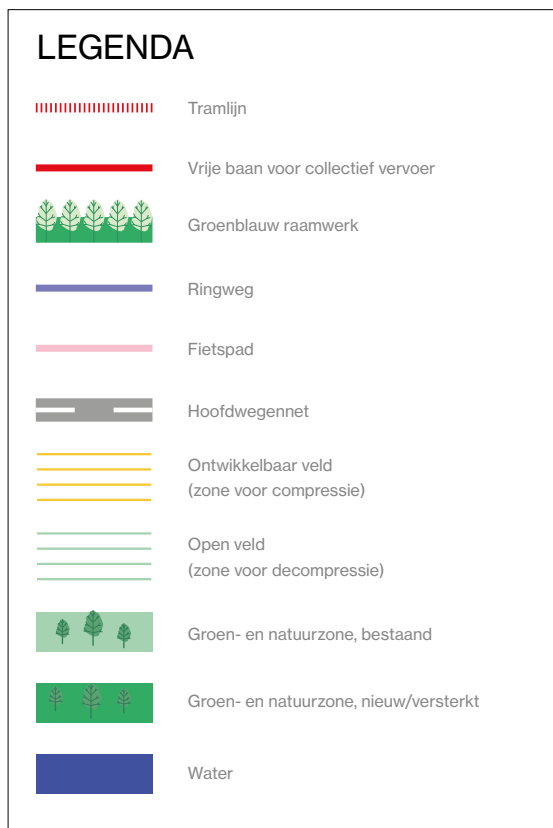 LEGENDA
Tramlijn
Vrije baan voor collectief vervoer
Groenblauw raamwerk
Ringweg
Fietspad
Hoofdwegennet
Ontwikkelbaar veld
(zone voor compressie)
Open veld
(zone voor decompressie)
Groen- en natuurzone, bestaand
Groen- en natuurzone, nieuw/versterkt
Water